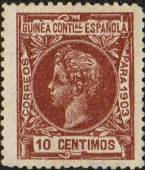 GUINEA CONTIAL ESPAÑOLA
CORREOS
PARA 1903
10 CENTIMOS